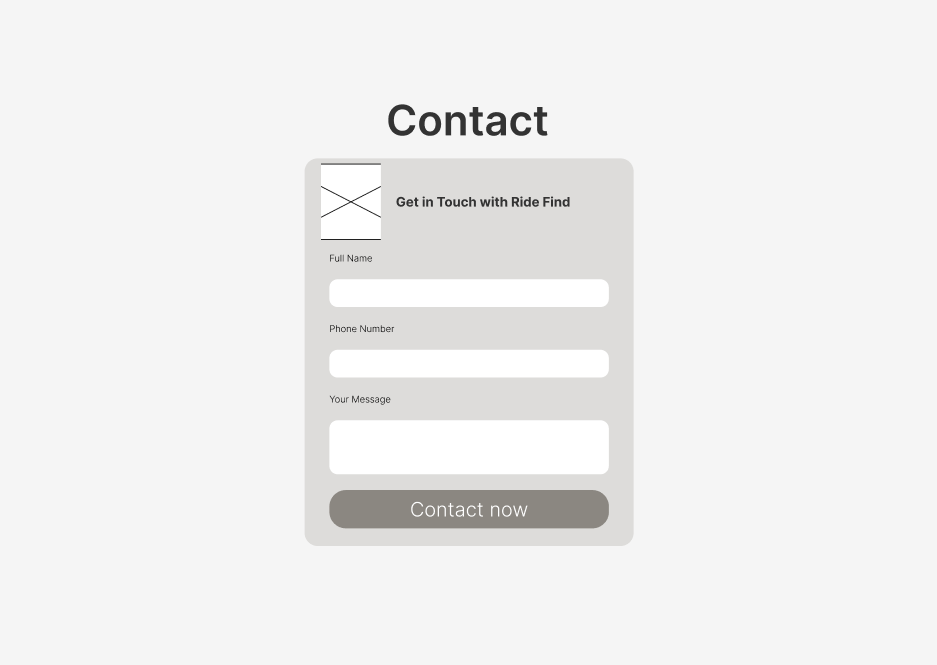 Contact
Get in Touch with Ride Find
Full Name
Phone Number
Your Message
Contact now